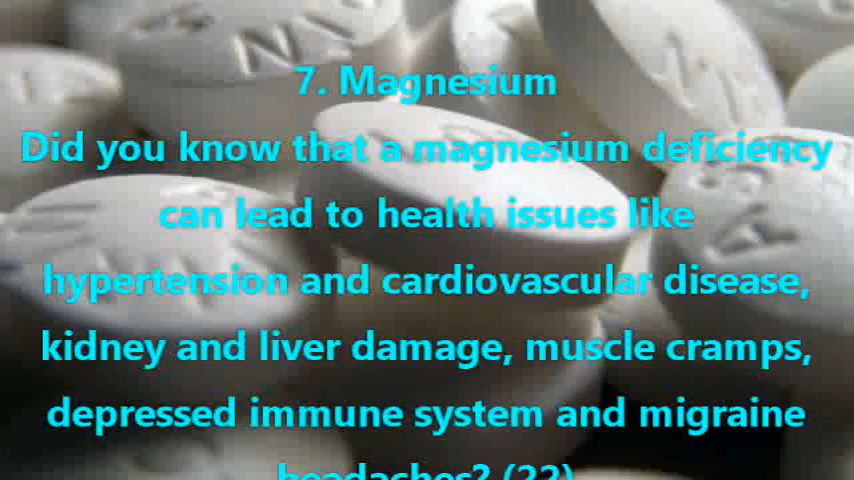 7. Magnesium
Did you know that a magnesium deficiency
can lead to health issues like
hypertension and cardiovascular disease,
kidney and liver damage, muscle cramps,
depressed immune system and migraine
headaches? (22)